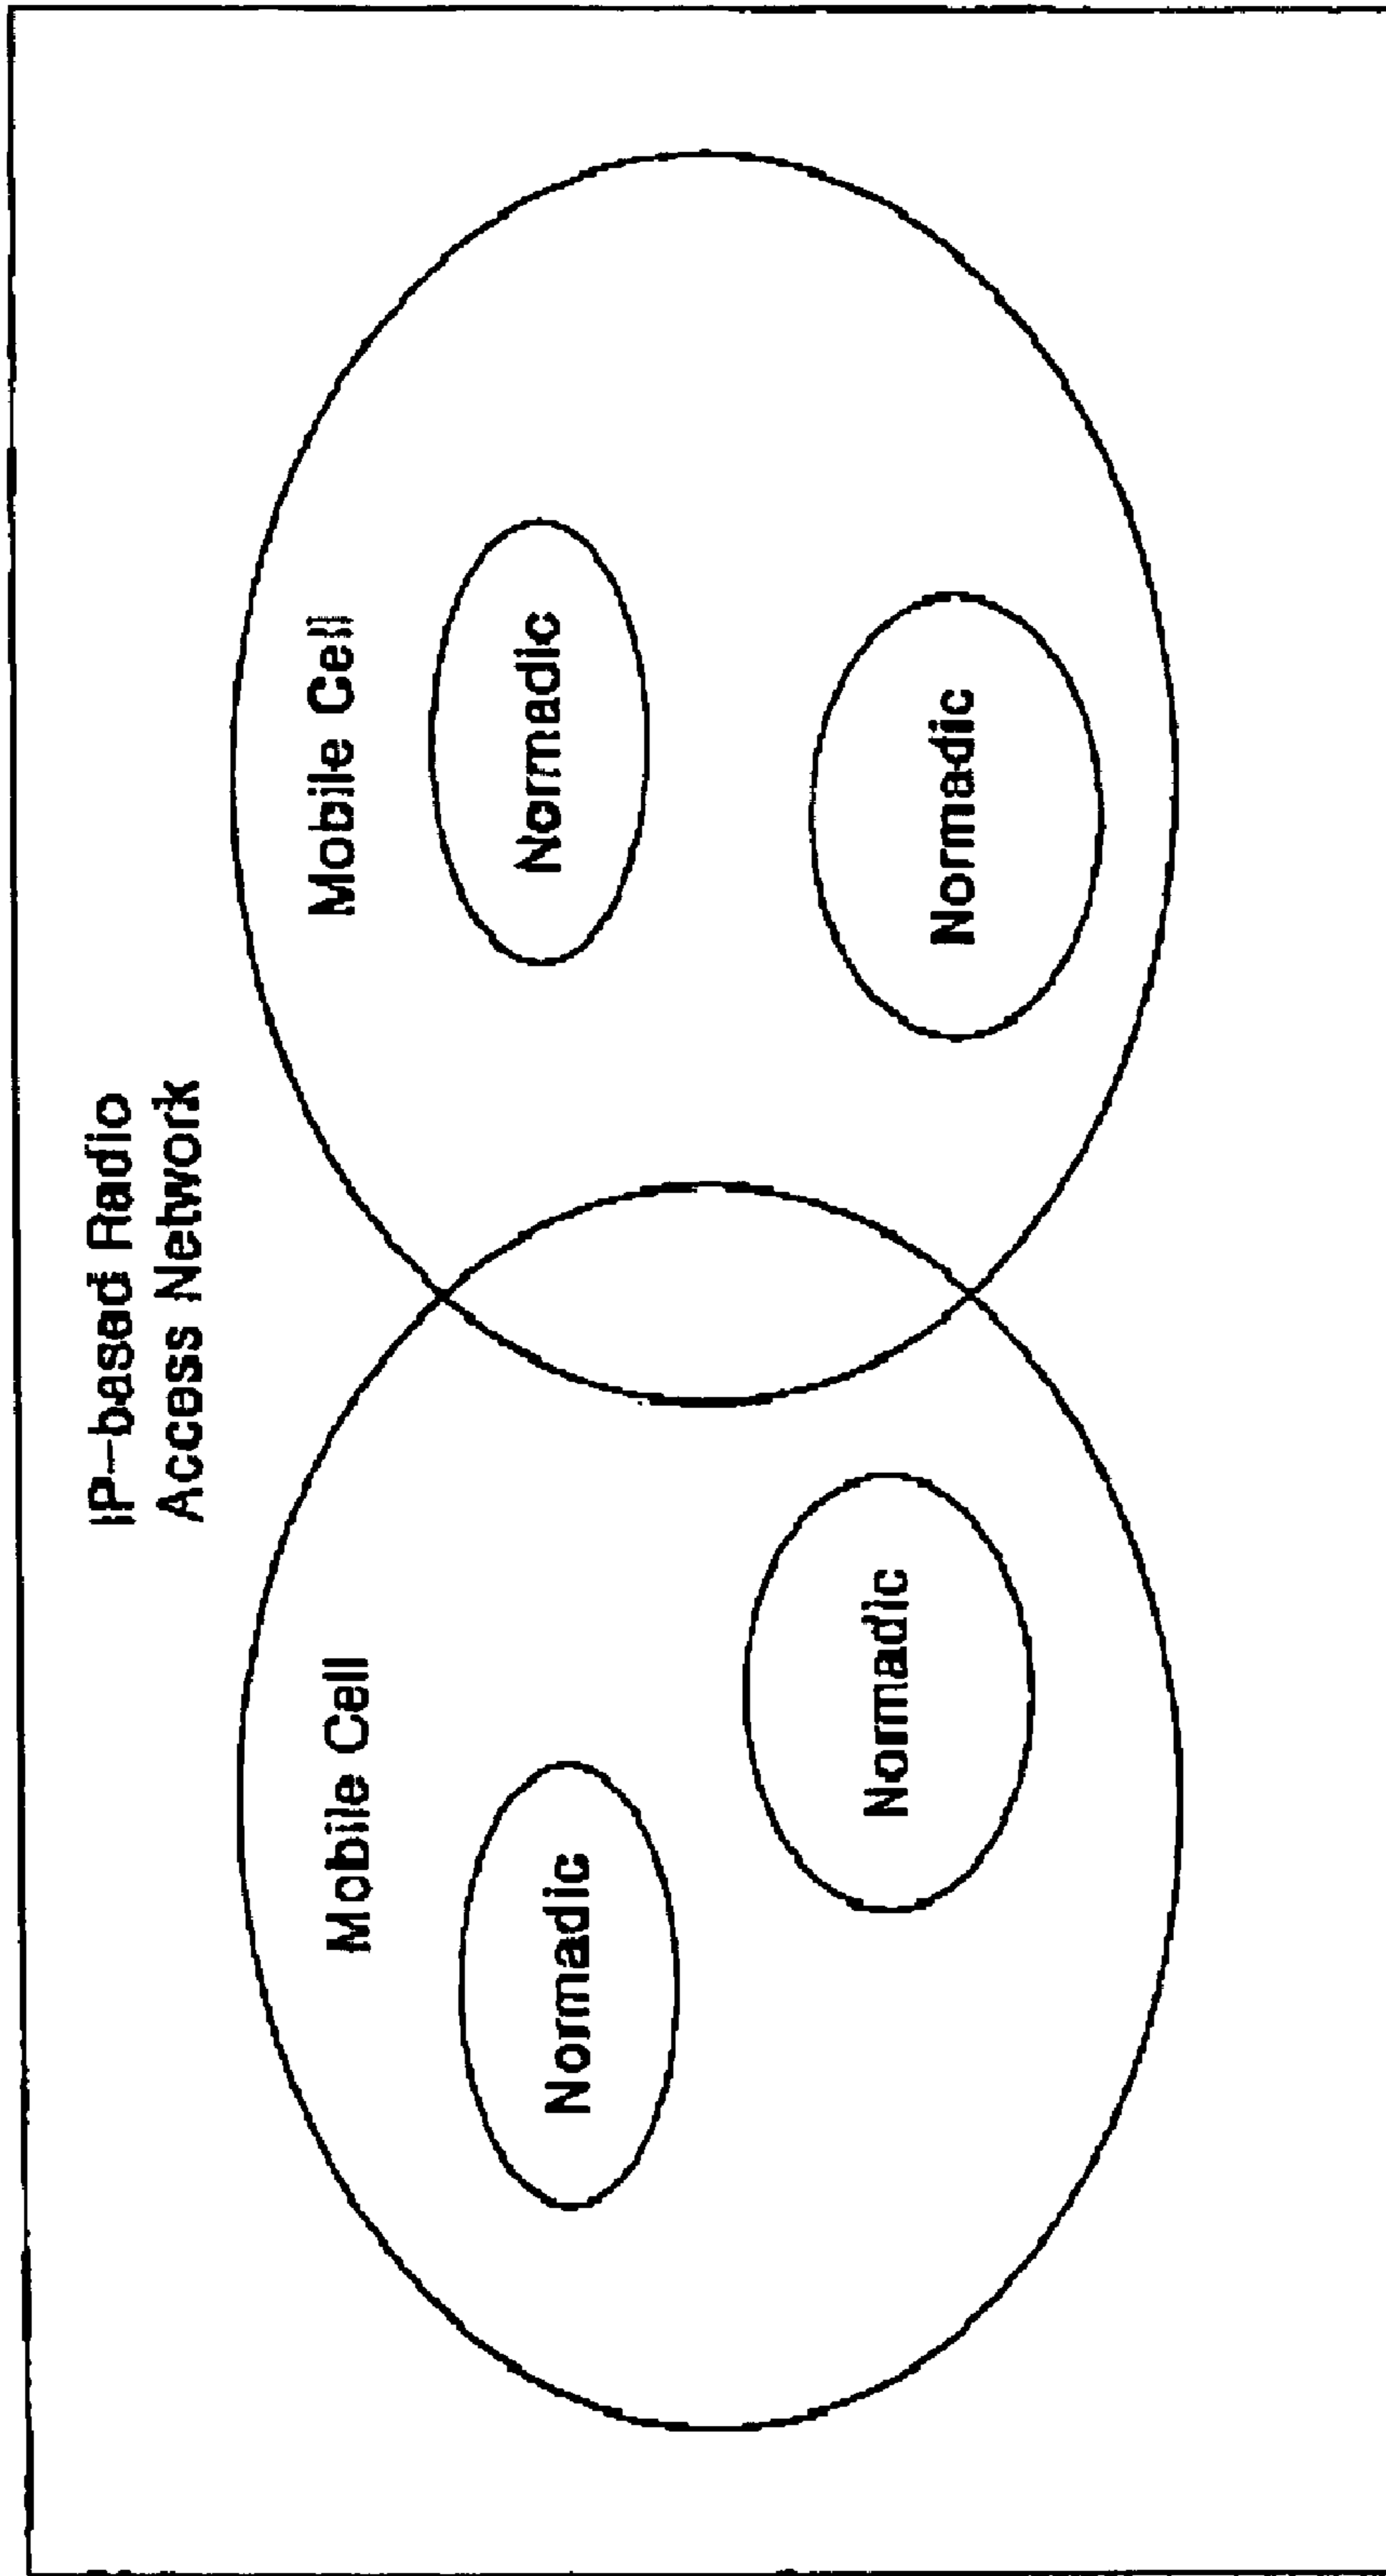 IP-based Radio
Access Network
Mobile Cell
Normadic
Normadic
Mobile Cell
Normadic
Normadic